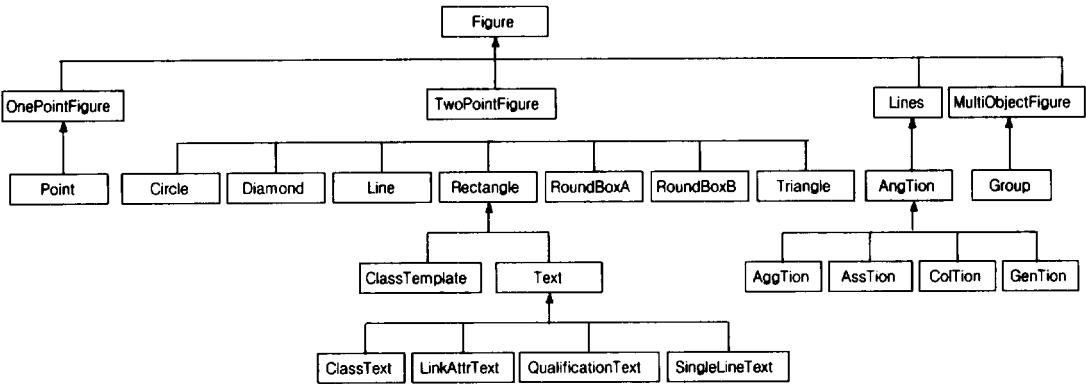 Figure
OnePointFigure
TwoPointFigure
Lines
MultiObjectFigure
Point
Circle
Diamond
Line
Rectangle
RoundBoxA
RoundBoxB
Triangle
AngTion
Group
ClassTemplate
Text
AggTion
AssTion
ColTion
GenTion
ClassText
LinkAttrText
QualificationText
SingleLineText